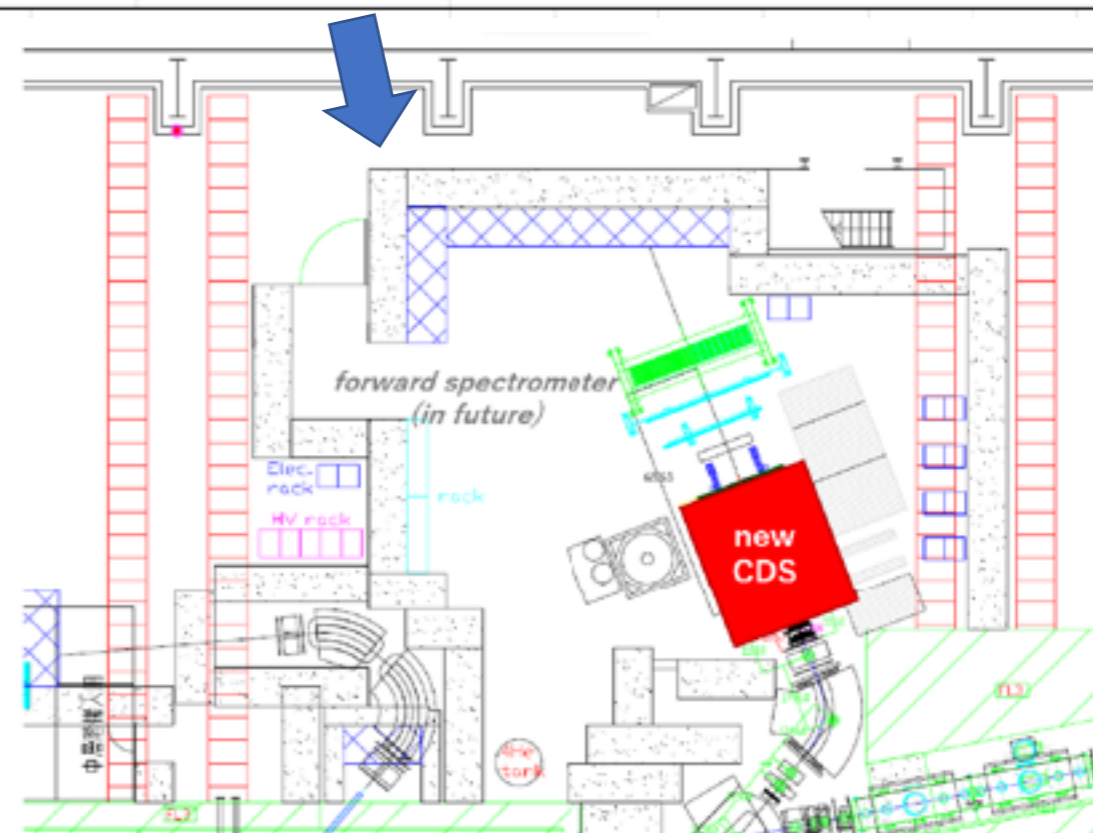 forward spectrometer
(in future)
Elec.
rack
rack
HV rack
new
CDS
4He
tank